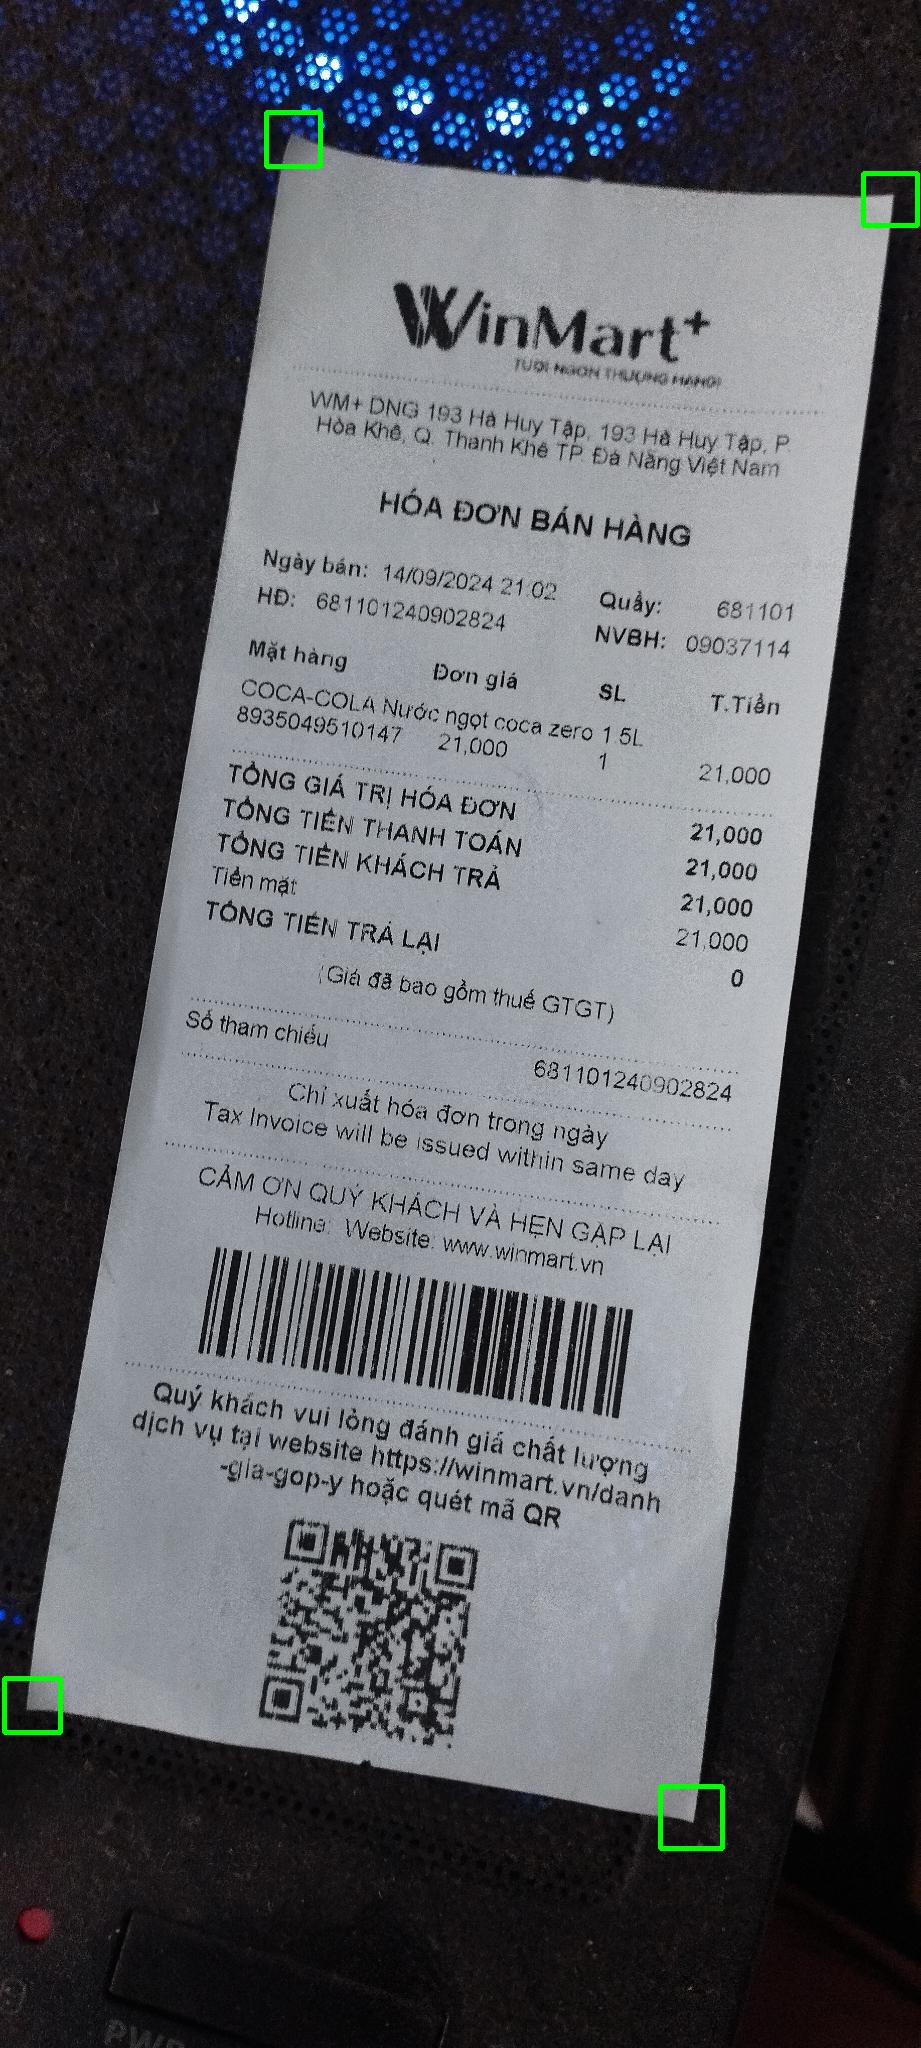 WinMart+
TƯƠI NGON THƯỢNG HẠNG!
WM+ DNG 193 Hà Huy Tập, 193 Hà Huy Tập, P.
Hòa Khê, Q. Thanh Khê TP. Đà Nẵng Việt Nam
HÓA ĐƠN BÁN HÀNG
Ngày bán: 14/09/2024 21:02 Quầy: 681101
HĐ: 681101240902824 NVBH: 09037114
Mặt hàng Đơn giá SL T.Tiền
COCA-COLA Nước ngọt coca zero 1.5L
8935049510147 21,000 1 21,000
TỔNG GIÁ TRỊ HÓA ĐƠN 21,000
TỔNG TIỀN THANH TOÁN 21,000
TỔNG TIỀN KHÁCH TRẢ 21,000
Tiền mặt 21,000
TỔNG TIỀN TRẢ LẠI 0
(Giá đã bao gồm thuế GTGT)
Số tham chiếu 681101240902824
Chỉ xuất hóa đơn trong ngày
Tax Invoice will be issued within same day
CẢM ƠN QUÝ KHÁCH VÀ HẸN GẶP LẠI
Hotline: Website: www.winmart.vn
Quý khách vui lòng đánh giá chất lượng
dịch vụ tại website https://winmart.vn/danh
-gia-gop-y hoặc quét mã QR